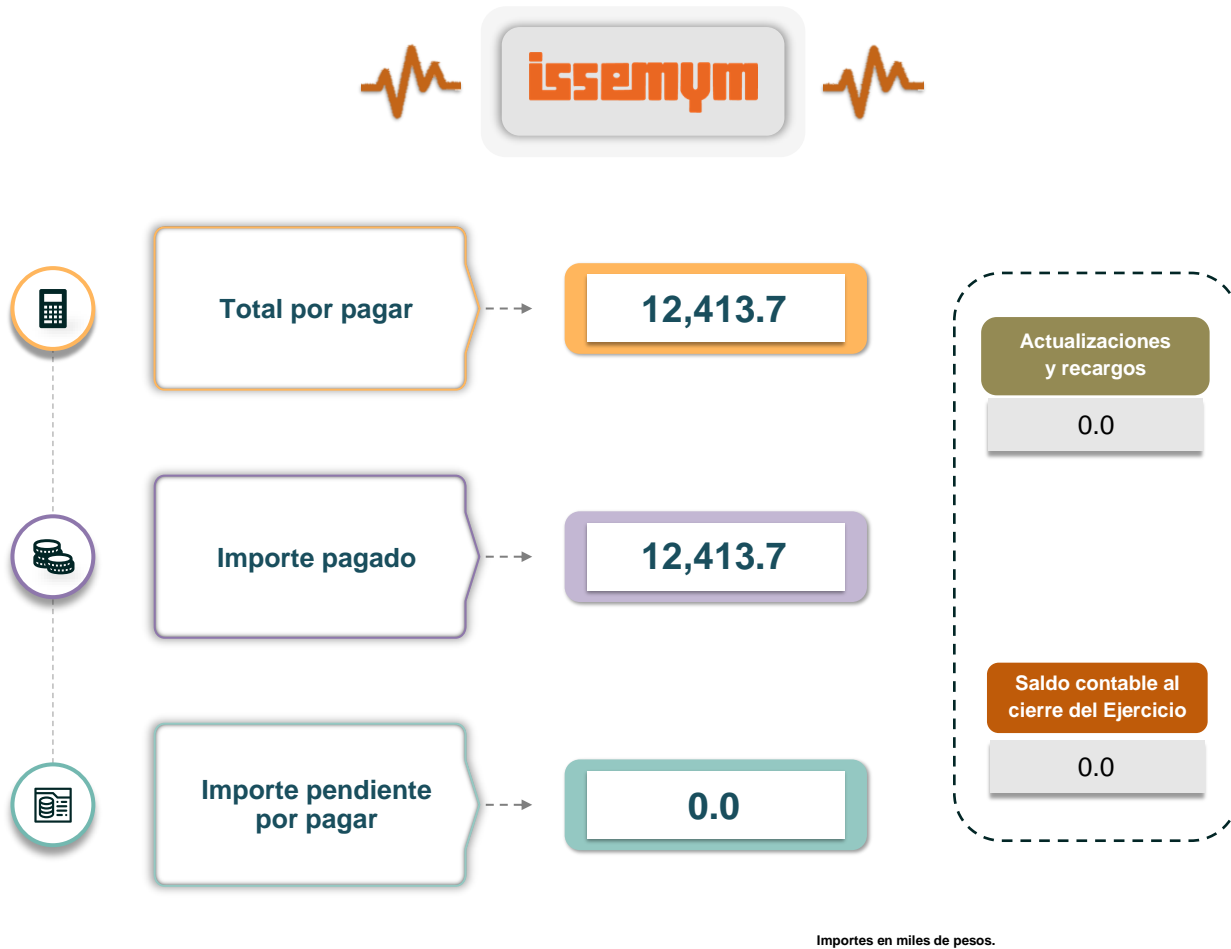 issemym
Total por pagar
12,413.7
Actualizaciones
y recargos
0.0
Importe pagado
12,413.7
Importe pendiente
por pagar
0.0
Saldo contable al
cierre del Ejercicio
0.0
Importes en miles de pesos.